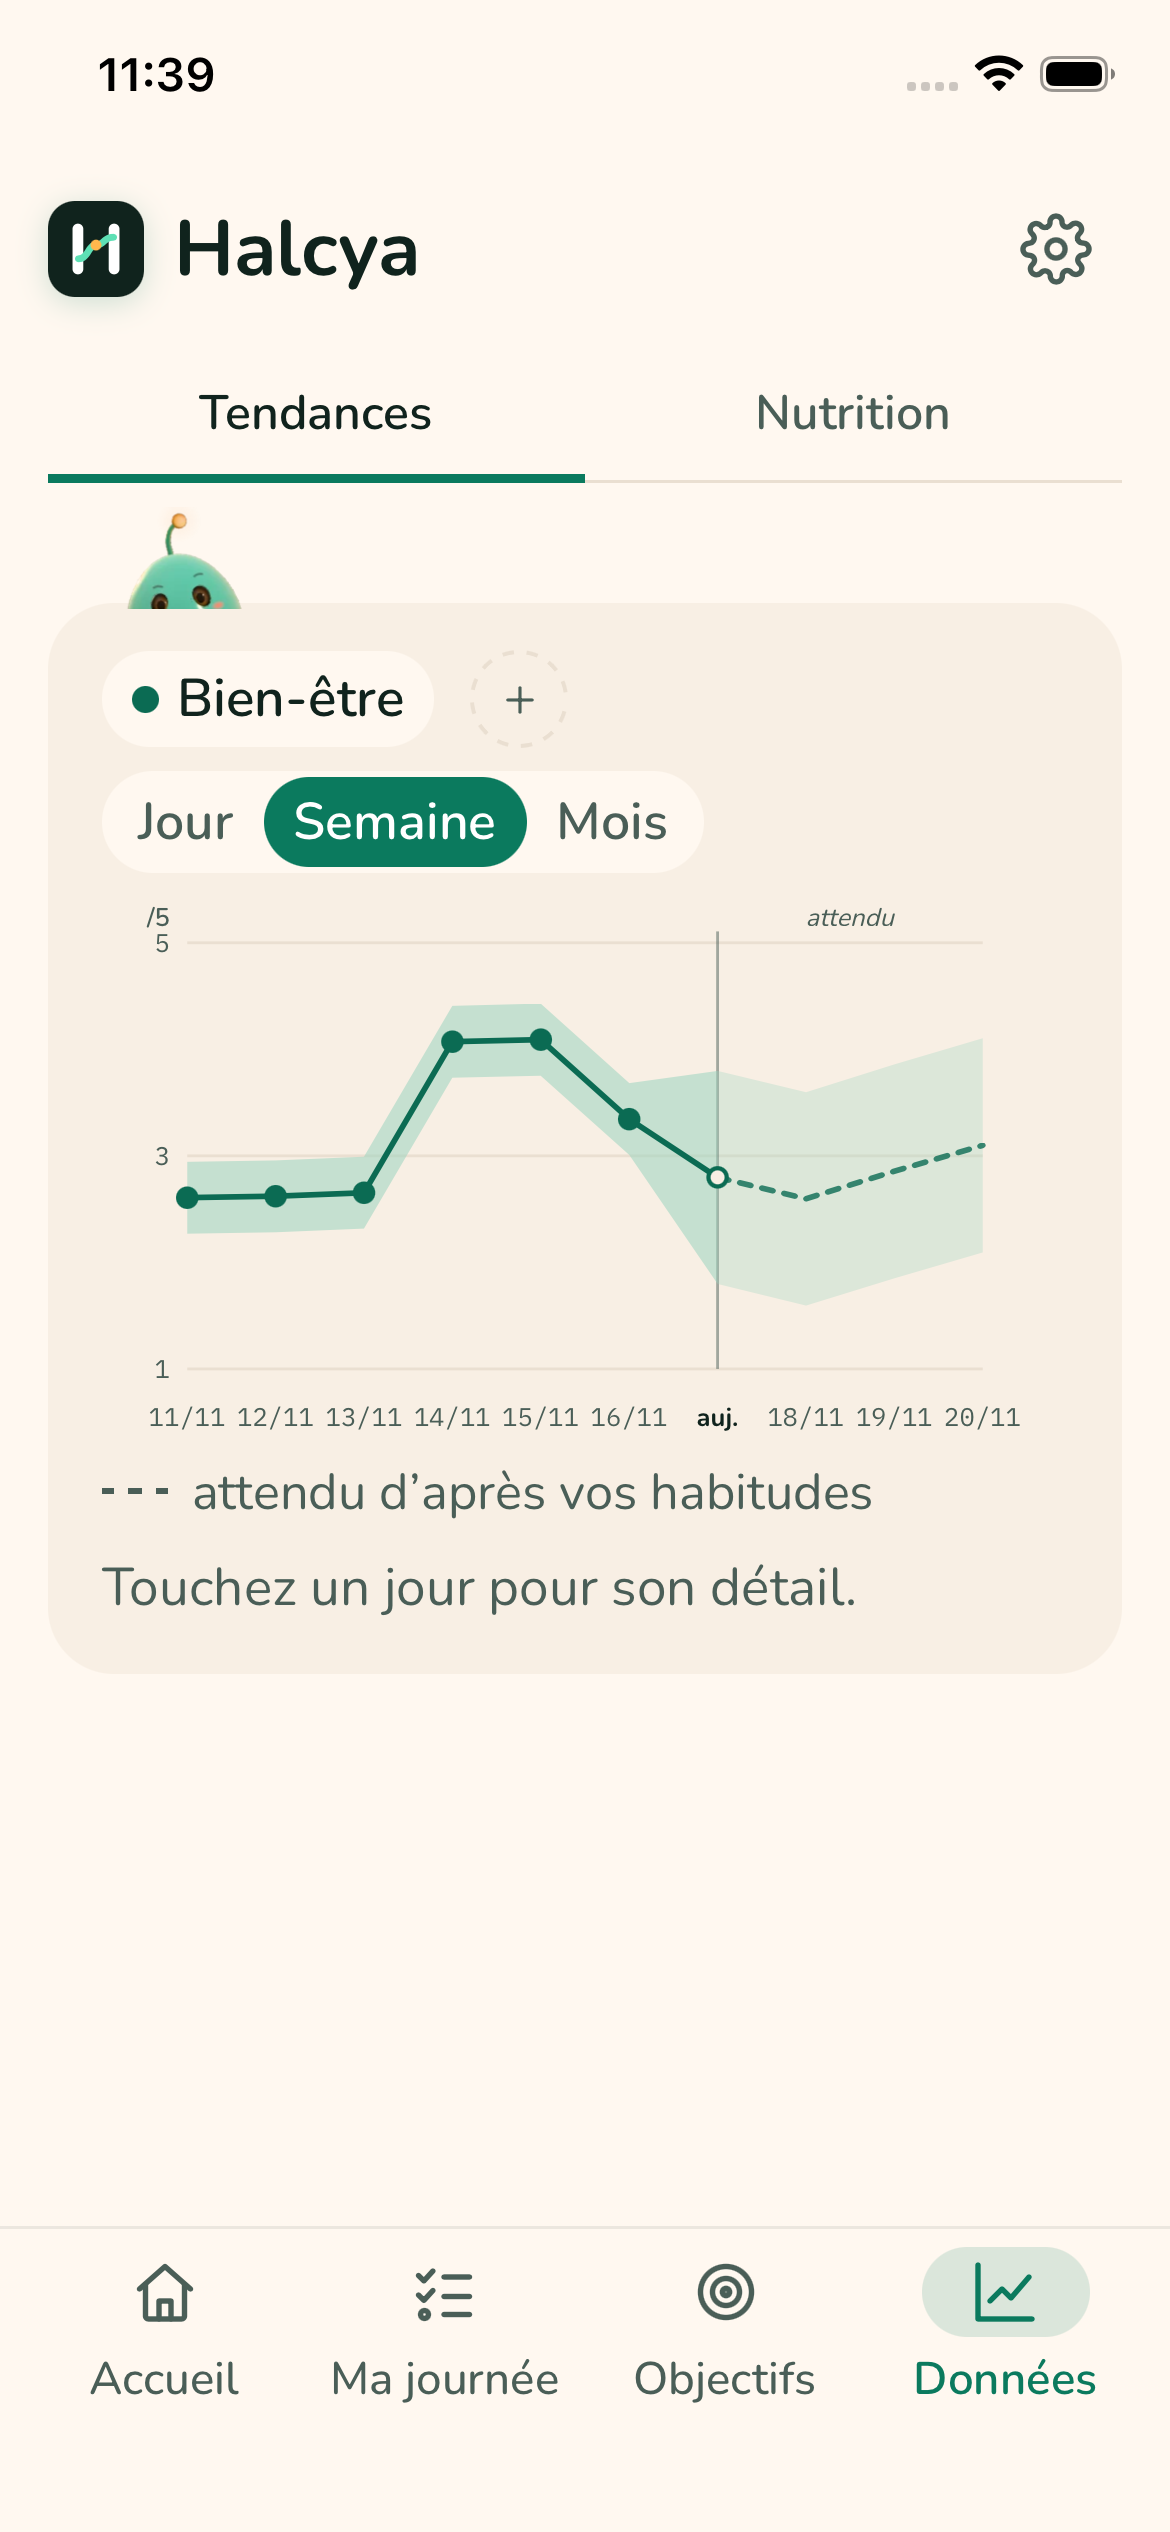 11:39
Halcya
Tendances Nutrition
Bien-être +
Jour Semaine Mois
/5 attendu
5
3
1
11/11 12/11 13/11 14/11 15/11 16/11 auj. 18/11 19/11 20/11
attendu d’après vos habitudes
Touchez un jour pour son détail.
Accueil Ma journée Objectifs Données